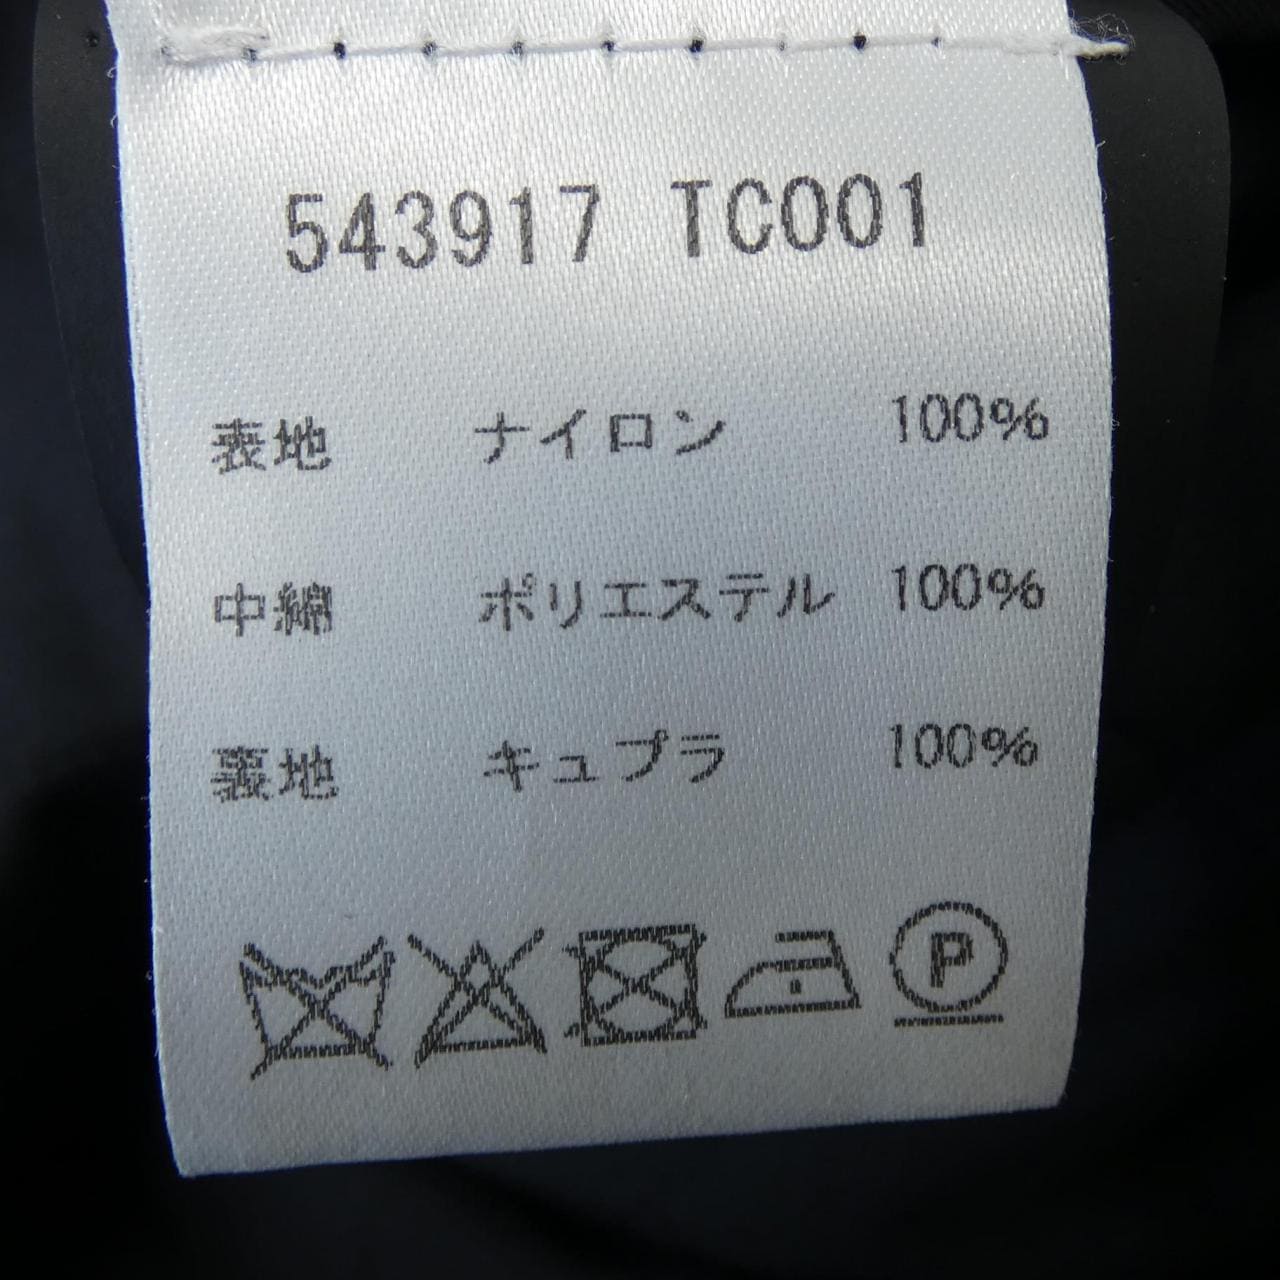 543917 TC001
表地 ナイロン 100%
中綿 ポリエステル 100%
裏地 キュプラ 100%
P